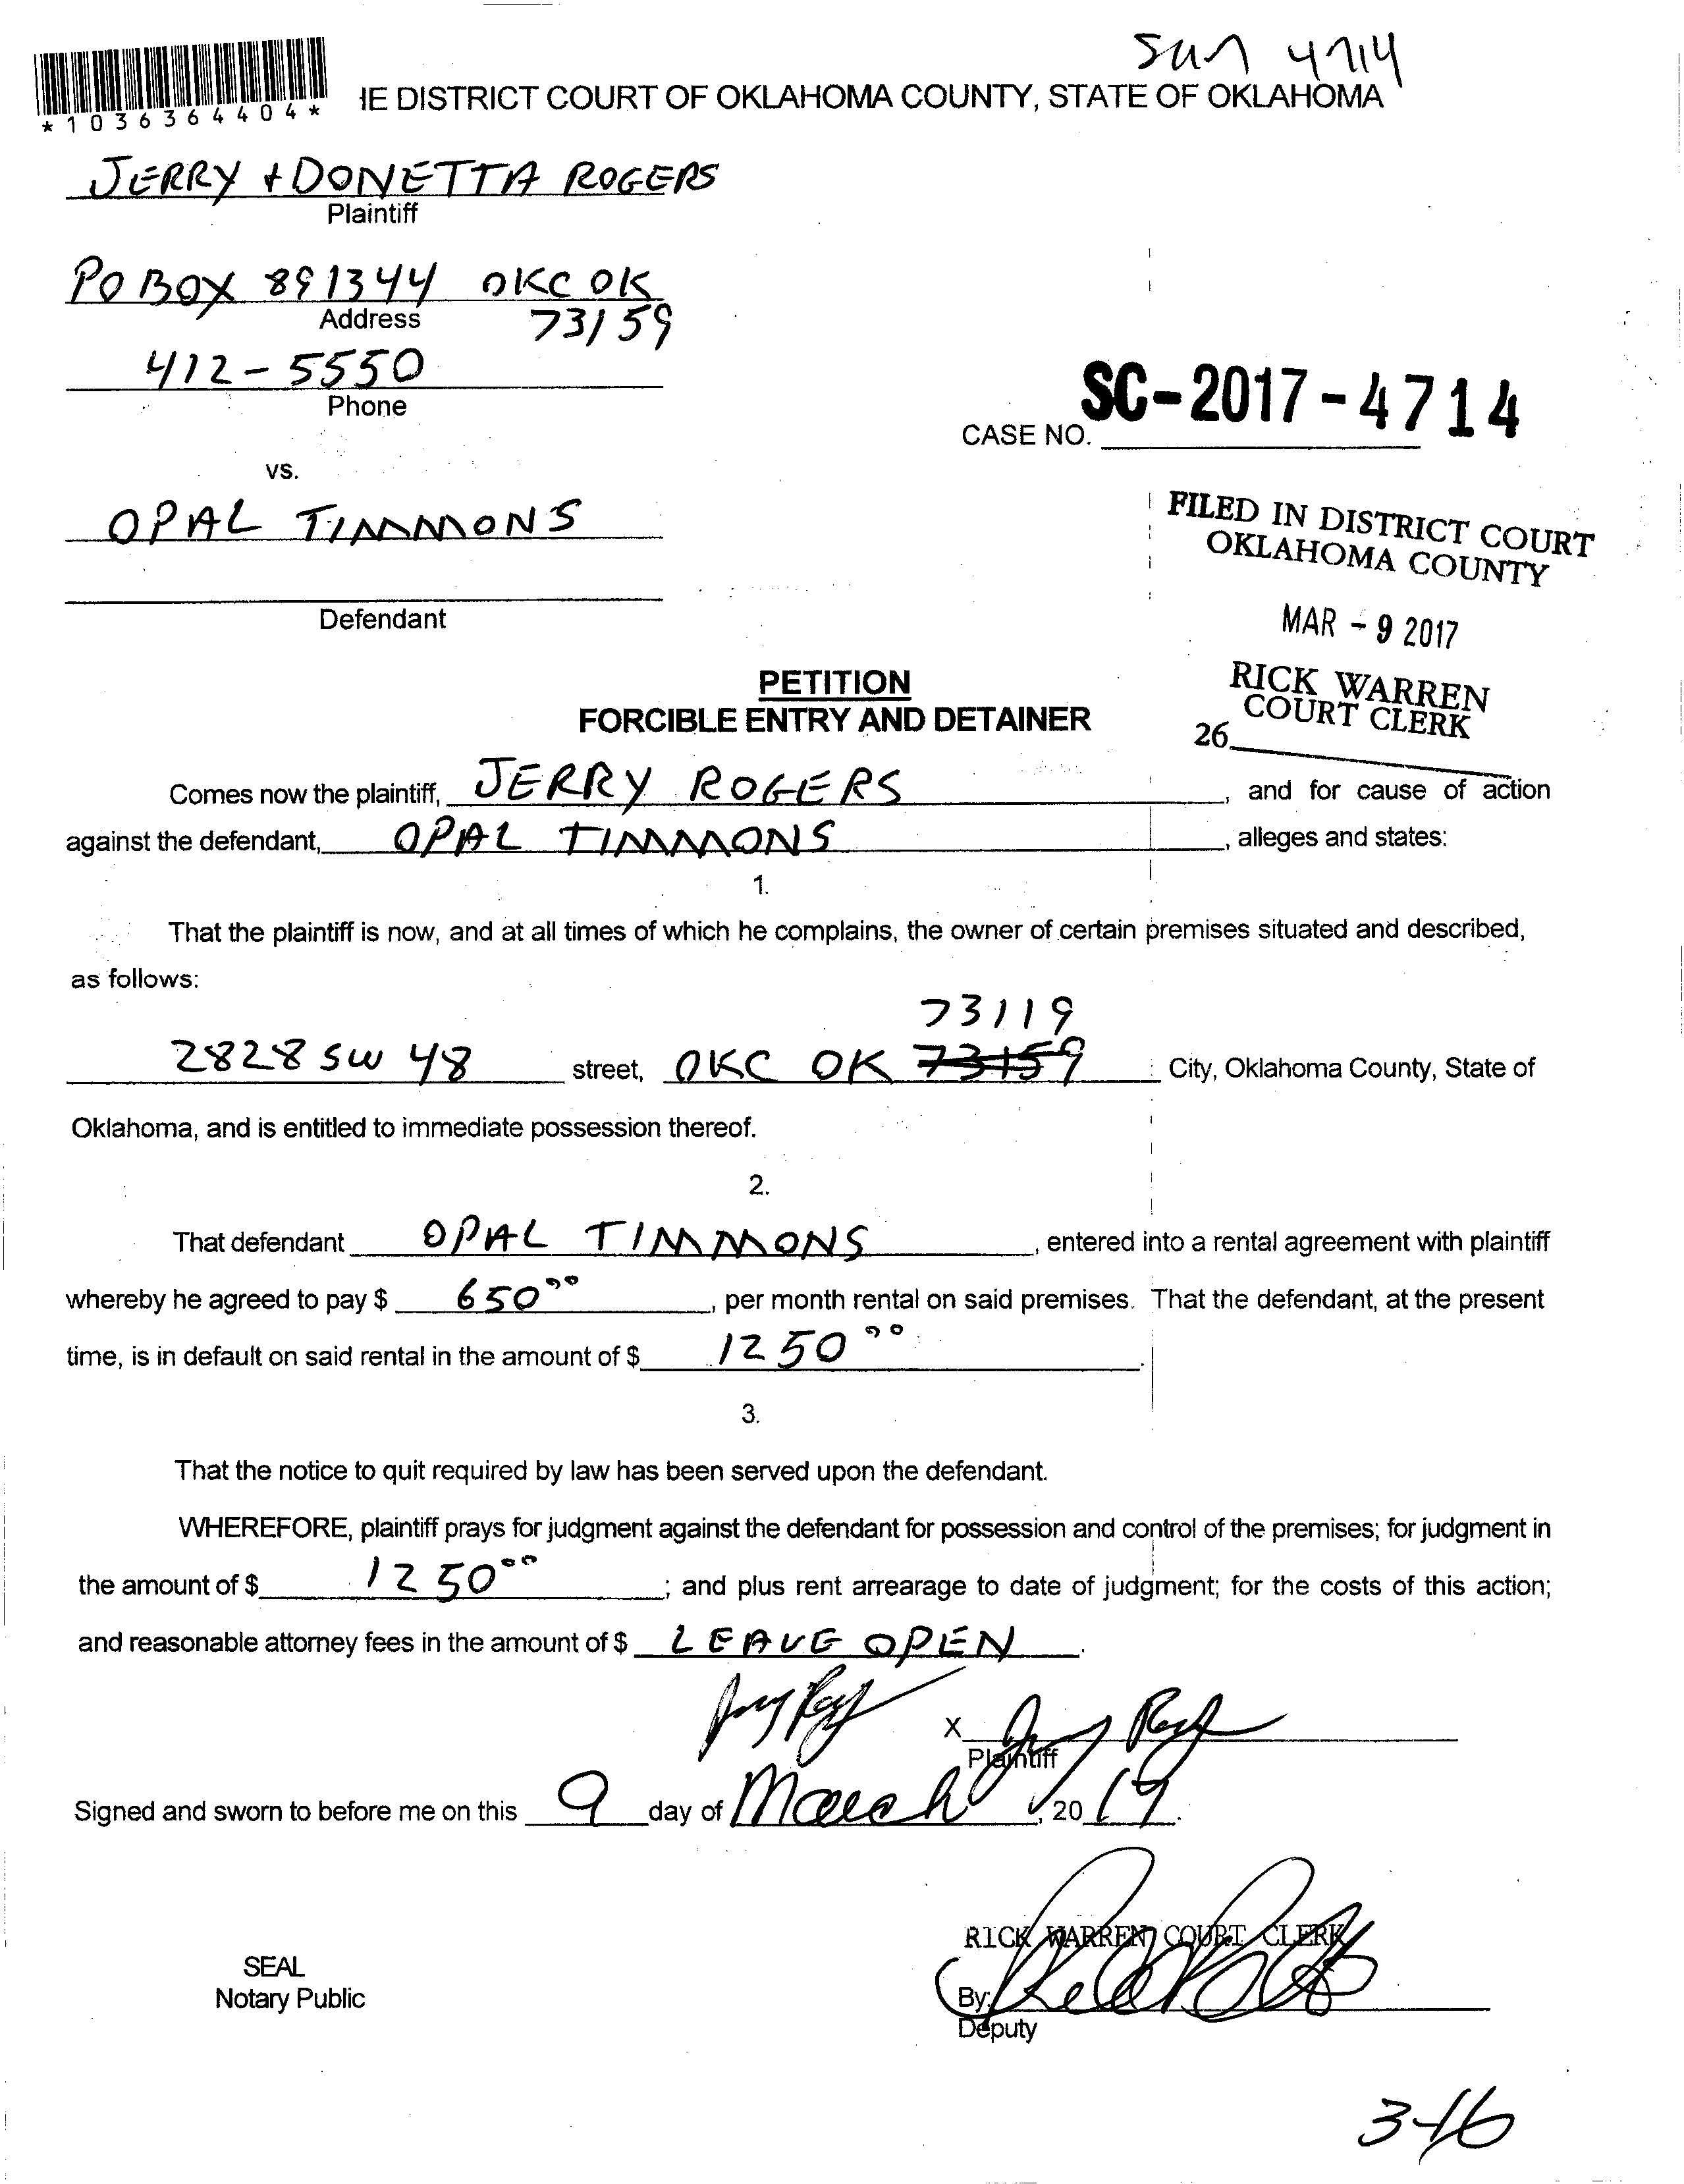 SUN 4714
*1036364404*
IE DISTRICT COURT OF OKLAHOMA COUNTY, STATE OF OKLAHOMA
JERRY + DONETTA ROGERS
Plaintiff
PO BOX 891344 OKC OK
Address 73159
412-5550
Phone
SC-2017-4714
CASE NO.
vs.
OPAL TIMMONS
Defendant
FILED IN DISTRICT COURT
OKLAHOMA COUNTY
MAR - 9 2017
RICK WARREN
COURT CLERK
26
PETITION
FORCIBLE ENTRY AND DETAINER
Comes now the plaintiff, JERRY ROGERS, and for cause of action
against the defendant, OPAL TIMMONS, alleges and states:
1.
That the plaintiff is now, and at all times of which he complains, the owner of certain premises situated and described,
as follows:
73119
2828 SW 48 street, OKC OK 73159 City, Oklahoma County, State of
Oklahoma, and is entitled to immediate possession thereof.
2.
That defendant OPAL TIMMONS, entered into a rental agreement with plaintiff
whereby he agreed to pay $ 650⁰⁰, per month rental on said premises. That the defendant, at the present
time, is in default on said rental in the amount of $ 1250⁰⁰.
3.
That the notice to quit required by law has been served upon the defendant.
WHEREFORE, plaintiff prays for judgment against the defendant for possession and control of the premises; for judgment in
the amount of $ 1250⁰⁰; and plus rent arrearage to date of judgment; for the costs of this action;
and reasonable attorney fees in the amount of $ LEAVE OPEN.
X
Plaintiff
Signed and sworn to before me on this 9 day of March, 2017.
RICK WARREN COURT CLERK
SEAL
Notary Public
By:
Deputy
3-16